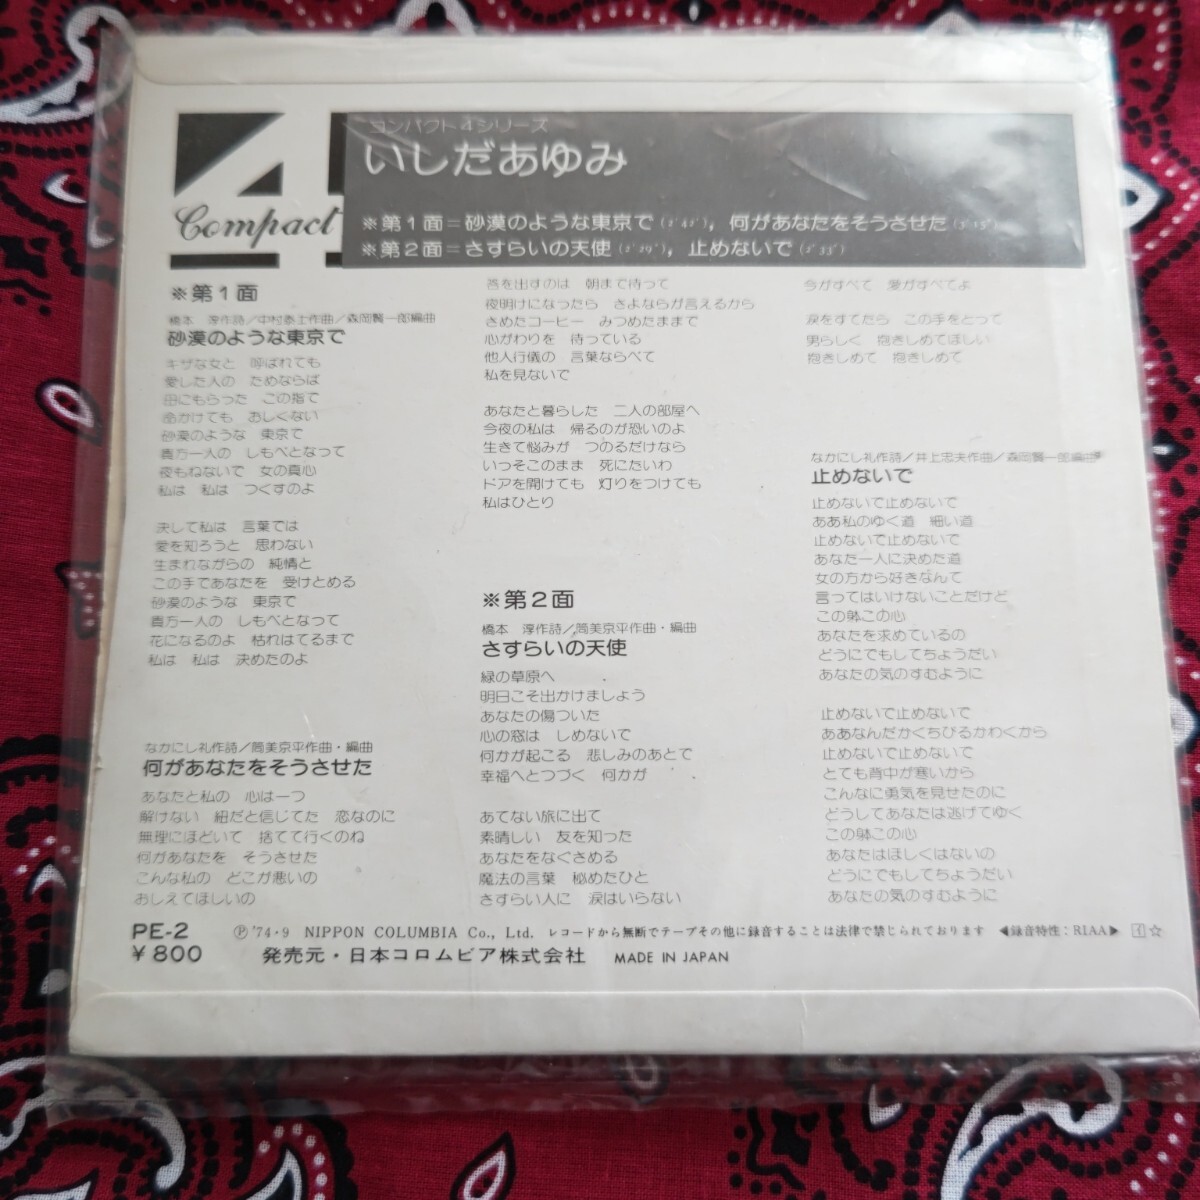 4
Compact
コンパクト4シリーズ
いしだあゆみ
※第1面=砂漠のような東京で(2'42"), 何があなたをそうさせた(3'15")
※第2面=さすらいの天使(2'29"), 止めないで(2'33")
※第1面
橋本 淳作詩/中村泰士作曲/森岡賢一郎編曲
砂漠のような東京で
キザな女と 呼ばれても
愛した人の ためならば
母にもらった この指で
命かけても おしくない
砂漠のような 東京で
貴方一人の しもべとなって
夜もねないで 女の真心
私は 私は つくすのよ
決して私は 言葉では
愛を知ろうと 思わない
生まれながらの 純情と
この手であなたを 受けとめる
砂漠のような 東京で
貴方一人の しもべとなって
花になるのよ 枯れはてるまで
私は 私は 決めたのよ
なかにし礼作詩/筒美京平作曲・編曲
何があなたをそうさせた
あなたと私の 心は一つ
解けない 紐だと信じてた 恋なのに
無理にほどいて 捨てて行くのね
何があなたを そうさせた
こんな私の どこが悪いの
おしえてほしいの
答を出すのは 朝まで待って
夜明けになったら さよならが言えるから
さめたコーヒー みつめたままで
心がわりを 待っている
他人行儀の 言葉ならべて
私を見ないで
あなたと暮らした 二人の部屋へ
今夜の私は 帰るのが恐いのよ
生きて悩みが つのるだけなら
いっそこのまま 死にたいわ
ドアを開けても 灯りをつけても
私はひとり
※第2面
橋本 淳作詩/筒美京平作曲・編曲
さすらいの天使
緑の草原へ
明日こそ出かけましょう
あなたの傷ついた
心の窓は しめないで
何かが起こる 悲しみのあとで
幸福へとつづく 何かが
あてない旅に出て
素晴しい 友を知った
あなたをなぐさめる
魔法の言葉 秘めたひと
さすらい人に 涙はいらない
今がすべて 愛がすべてよ
涙をすてたら この手をとって
男らしく 抱きしめてほしい
抱きしめて 抱きしめて
なかにし礼作詩/井上忠夫作曲/森岡賢一郎編曲
止めないで
止めないで止めないで
ああ私のゆく道 細い道
止めないで止めないで
あなた一人に決めた道
女の方から好きなんて
言ってはいけないことだけど
この躰この心
あなたを求めているの
どうにでもしてちょうだい
あなたの気のすむように
止めないで止めないで
ああなんだかくちびるかわくから
止めないで止めないで
とても背中が寒いから
こんなに勇気を見せたのに
どうしてあなたは逃げてゆく
この躰この心
あなたはほしくはないの
どうにでもしてちょうだい
あなたの気のすむように
PE-2 Ⓟ'74・9 NIPPON COLUMBIA Co., Ltd. レコードから無断でテープその他に録音することは法律で禁じられております ◀録音特性:RIAA▶ ☆
¥800 発売元・日本コロムビア株式会社 MADE IN JAPAN